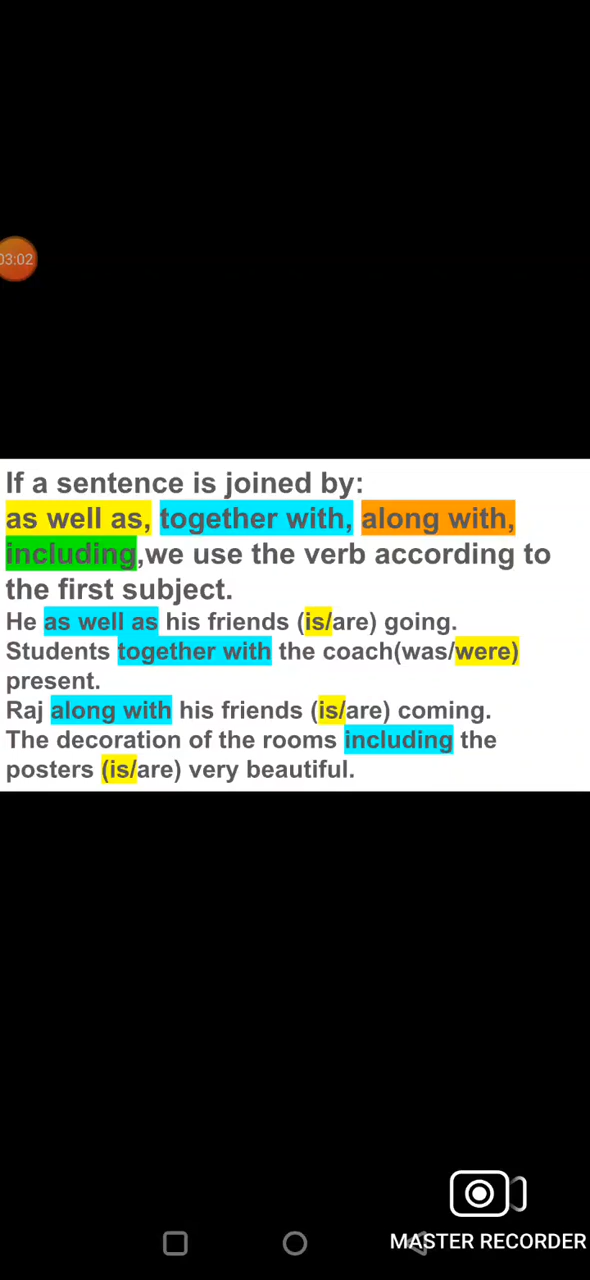 03:02
If a sentence is joined by:
as well as, together with, along with,
including,we use the verb according to
the first subject.
He as well as his friends (is/are) going.
Students together with the coach(was/were)
present.
Raj along with his friends (is/are) coming.
The decoration of the rooms including the
posters (is/are) very beautiful.
MASTER RECORDER